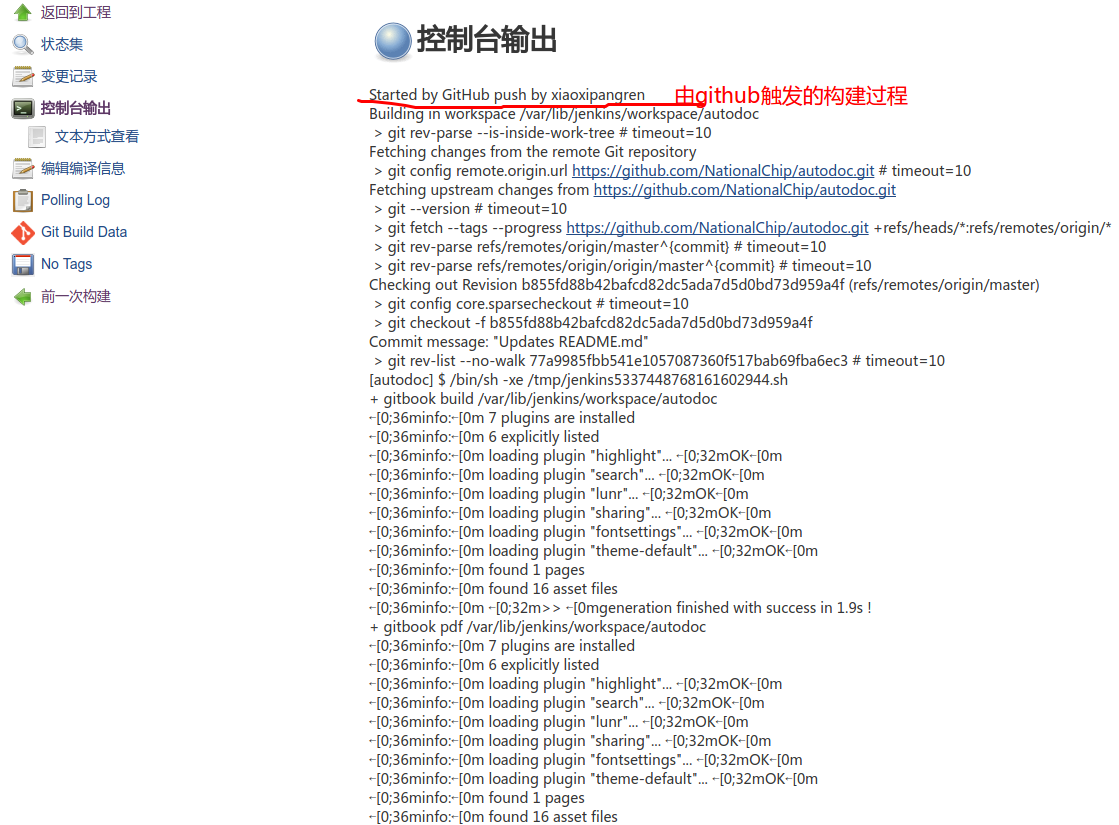 返回到工程
状态集
变更记录
控制台输出
文本方式查看
编辑编译信息
Polling Log
Git Build Data
No Tags
前一次构建
控制台输出
Started by GitHub push by xiaoxipangren 由github触发的构建过程
Building in workspace /var/lib/jenkins/workspace/autodoc
> git rev-parse --is-inside-work-tree # timeout=10
Fetching changes from the remote Git repository
> git config remote.origin.url https://github.com/NationalChip/autodoc.git # timeout=10
Fetching upstream changes from https://github.com/NationalChip/autodoc.git
> git --version # timeout=10
> git fetch --tags --progress https://github.com/NationalChip/autodoc.git +refs/heads/*:refs/remotes/origin/*
> git rev-parse refs/remotes/origin/master^{commit} # timeout=10
> git rev-parse refs/remotes/origin/origin/master^{commit} # timeout=10
Checking out Revision b855fd88b42bafcd82dc5ada7d5d0bd73d959a4f (refs/remotes/origin/master)
> git config core.sparsecheckout # timeout=10
> git checkout -f b855fd88b42bafcd82dc5ada7d5d0bd73d959a4f
Commit message: "Updates README.md"
> git rev-list --no-walk 77a9985fbb541e1057087360f517bab69fba6ec3 # timeout=10
[autodoc] $ /bin/sh -xe /tmp/jenkins5337448768161602944.sh
+ gitbook build /var/lib/jenkins/workspace/autodoc
←[0;36minfo:←[0m 7 plugins are installed
←[0;36minfo:←[0m 6 explicitly listed
←[0;36minfo:←[0m loading plugin "highlight"... ←[0;32mOK←[0m
←[0;36minfo:←[0m loading plugin "search"... ←[0;32mOK←[0m
←[0;36minfo:←[0m loading plugin "lunr"... ←[0;32mOK←[0m
←[0;36minfo:←[0m loading plugin "sharing"... ←[0;32mOK←[0m
←[0;36minfo:←[0m loading plugin "fontsettings"... ←[0;32mOK←[0m
←[0;36minfo:←[0m loading plugin "theme-default"... ←[0;32mOK←[0m
←[0;36minfo:←[0m found 1 pages
←[0;36minfo:←[0m found 16 asset files
←[0;36minfo:←[0m ←[0;32m>> ←[0mgeneration finished with success in 1.9s !
+ gitbook pdf /var/lib/jenkins/workspace/autodoc
←[0;36minfo:←[0m 7 plugins are installed
←[0;36minfo:←[0m 6 explicitly listed
←[0;36minfo:←[0m loading plugin "highlight"... ←[0;32mOK←[0m
←[0;36minfo:←[0m loading plugin "search"... ←[0;32mOK←[0m
←[0;36minfo:←[0m loading plugin "lunr"... ←[0;32mOK←[0m
←[0;36minfo:←[0m loading plugin "sharing"... ←[0;32mOK←[0m
←[0;36minfo:←[0m loading plugin "fontsettings"... ←[0;32mOK←[0m
←[0;36minfo:←[0m loading plugin "theme-default"... ←[0;32mOK←[0m
←[0;36minfo:←[0m found 1 pages
←[0;36minfo:←[0m found 16 asset files